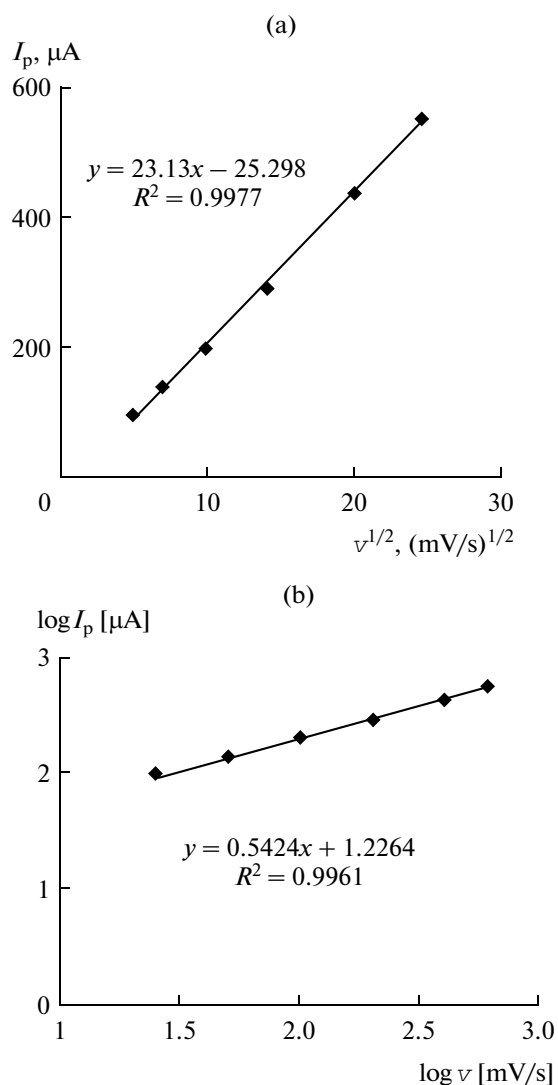 (a)
I_p, μA
600
y = 23.13x − 25.298
R² = 0.9977
400
200
0 10 20 30
v^{1/2}, (mV/s)^{1/2}
(b)
log I_p [μA]
3
2
y = 0.5424x + 1.2264
R² = 0.9961
1
0
1 1.5 2.0 2.5 3.0
log v [mV/s]